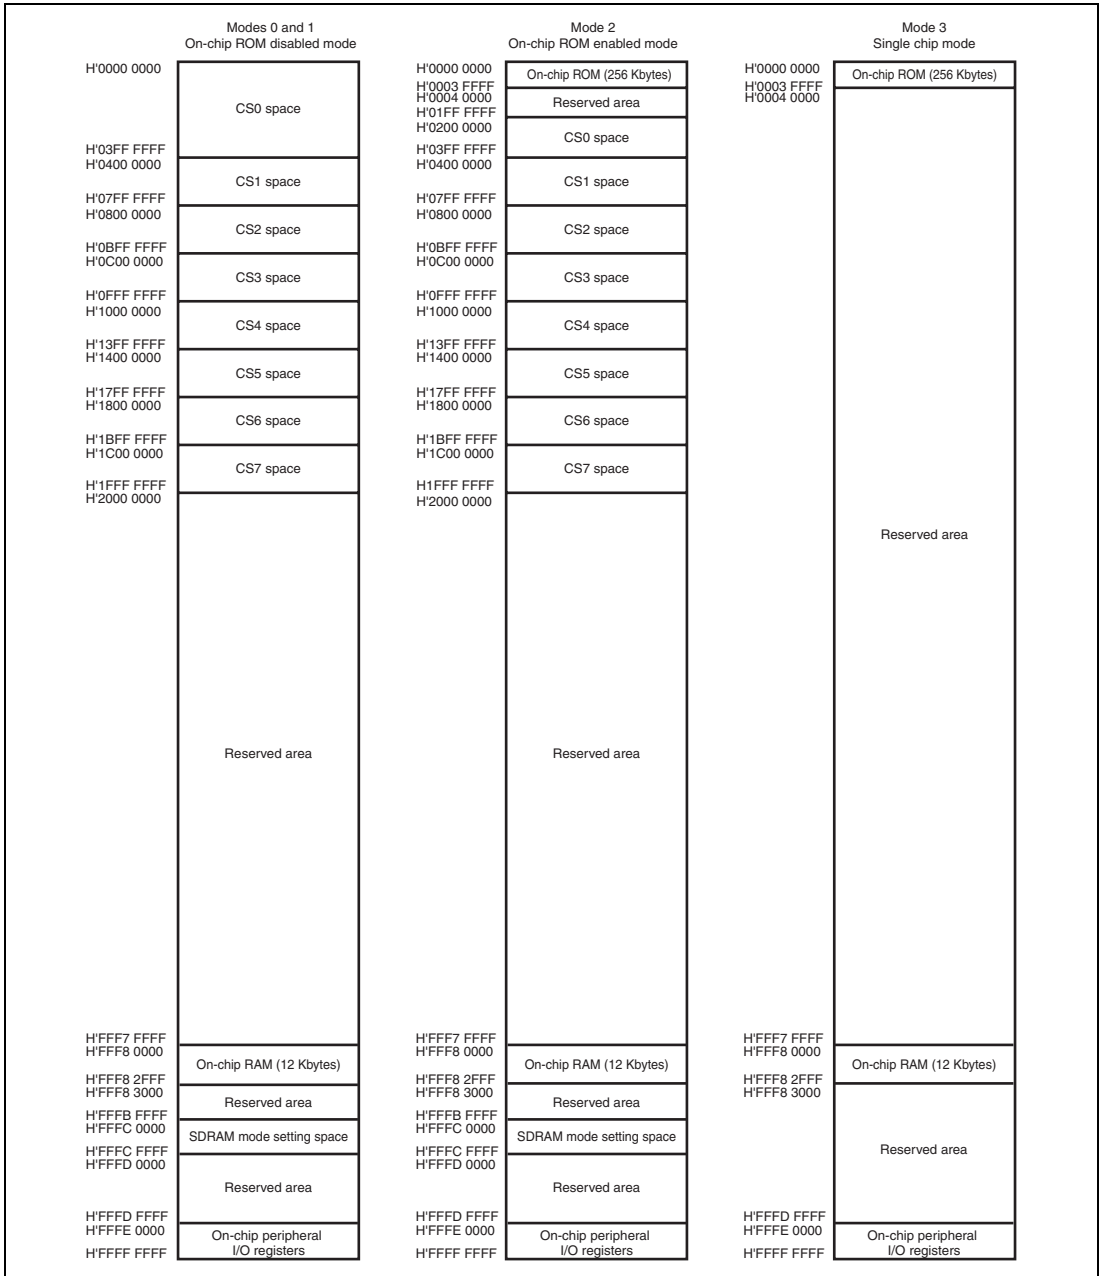 Modes 0 and 1
On-chip ROM disabled mode
H'0000 0000
CS0 space
H'03FF FFFF
H'0400 0000
CS1 space
H'07FF FFFF
H'0800 0000
CS2 space
H'0BFF FFFF
H'0C00 0000
CS3 space
H'0FFF FFFF
H'1000 0000
CS4 space
H'13FF FFFF
H'1400 0000
CS5 space
H'17FF FFFF
H'1800 0000
CS6 space
H'1BFF FFFF
H'1C00 0000
CS7 space
H'1FFF FFFF
H'2000 0000
Reserved area
H'FFF7 FFFF
H'FFF8 0000
On-chip RAM (12 Kbytes)
H'FFF8 2FFF
H'FFF8 3000
Reserved area
H'FFFB FFFF
H'FFFC 0000
SDRAM mode setting space
H'FFFC FFFF
H'FFFD 0000
Reserved area
H'FFFD FFFF
H'FFFE 0000
On-chip peripheral
I/O registers
H'FFFF FFFF
Mode 2
On-chip ROM enabled mode
H'0000 0000
On-chip ROM (256 Kbytes)
H'0003 FFFF
H'0004 0000
Reserved area
H'01FF FFFF
H'0200 0000
CS0 space
H'03FF FFFF
H'0400 0000
CS1 space
H'07FF FFFF
H'0800 0000
CS2 space
H'0BFF FFFF
H'0C00 0000
CS3 space
H'0FFF FFFF
H'1000 0000
CS4 space
H'13FF FFFF
H'1400 0000
CS5 space
H'17FF FFFF
H'1800 0000
CS6 space
H'1BFF FFFF
H'1C00 0000
CS7 space
H1FFF FFFF
H'2000 0000
Reserved area
H'FFF7 FFFF
H'FFF8 0000
On-chip RAM (12 Kbytes)
H'FFF8 2FFF
H'FFF8 3000
Reserved area
H'FFFB FFFF
H'FFFC 0000
SDRAM mode setting space
H'FFFC FFFF
H'FFFD 0000
Reserved area
H'FFFD FFFF
H'FFFE 0000
On-chip peripheral
I/O registers
H'FFFF FFFF
Mode 3
Single chip mode
H'0000 0000
On-chip ROM (256 Kbytes)
H'0003 FFFF
H'0004 0000
Reserved area
H'FFF7 FFFF
H'FFF8 0000
On-chip RAM (12 Kbytes)
H'FFF8 2FFF
H'FFF8 3000
Reserved area
H'FFFD FFFF
H'FFFE 0000
On-chip peripheral
I/O registers
H'FFFF FFFF